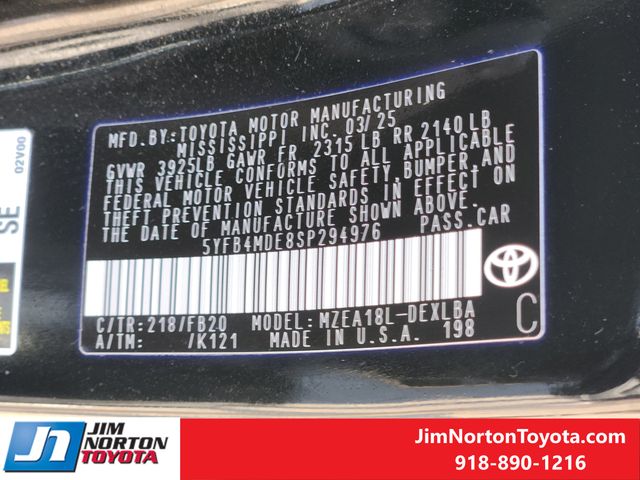 MFD.BY:TOYOTA MOTOR MANUFACTURING
MISSISSIPPI INC. 03/25
GVWR 3925LB GAWR FR 2315 LB RR 2140LB
THIS VEHICLE CONFORMS TO ALL APPLICABLE
FEDERAL MOTOR VEHICLE SAFETY,BUMPER,AND
THEFT PREVENTION STANDARDS IN EFFECT ON
THE DATE OF MANUFACTURE SHOWN ABOVE.
5YFB4MDE8SP294976 PASS.CAR
C/TR:218/FB20 MODEL:MZEA18L-DEXLBA
A/TM: /K121 MADE IN U.S.A. 198
C
02V00
SE
JIM
NORTON
TOYOTA
JimNortonToyota.com
918-890-1216